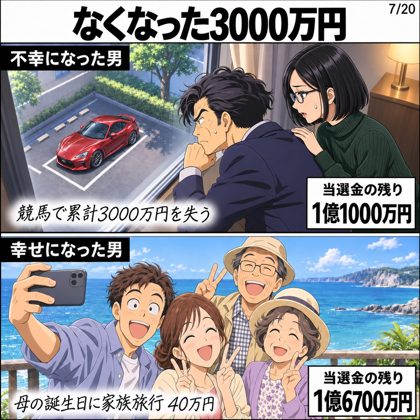 なくなった3000万円
7/20
不幸になった男
競馬で累計3000万円を失う
当選金の残り
1億1000万円
幸せになった男
母の誕生日に家族旅行 40万円
当選金の残り
1億6700万円